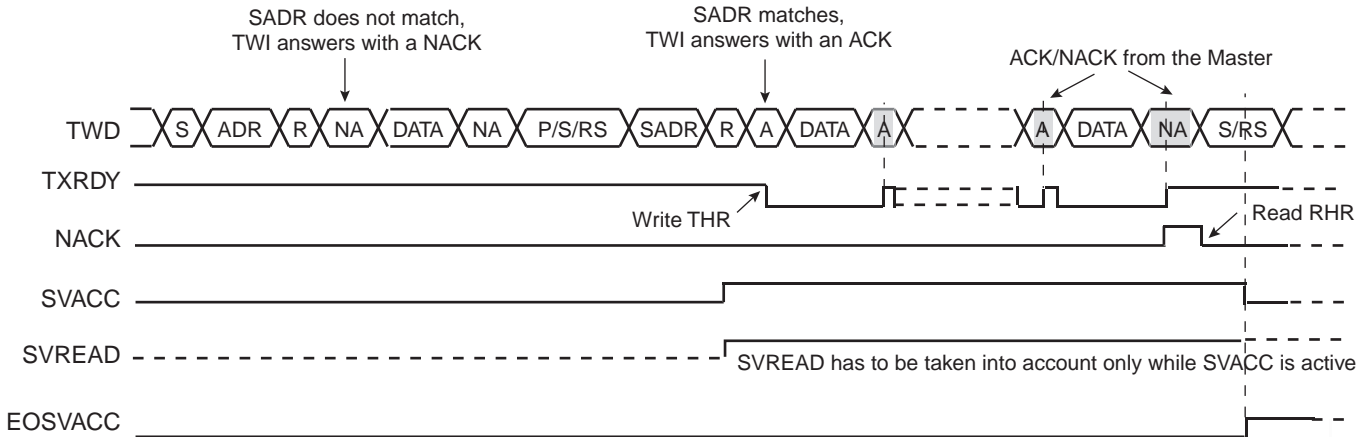 SADR does not match,
TWI answers with a NACK
SADR matches,
TWI answers with an ACK
ACK/NACK from the Master
TWD S ADR R NA DATA NA P/S/RS SADR R A DATA A A DATA NA S/RS
TXRDY
Write THR
Read RHR
NACK
SVACC
SVREAD
SVREAD has to be taken into account only while SVACC is active
EOSVACC